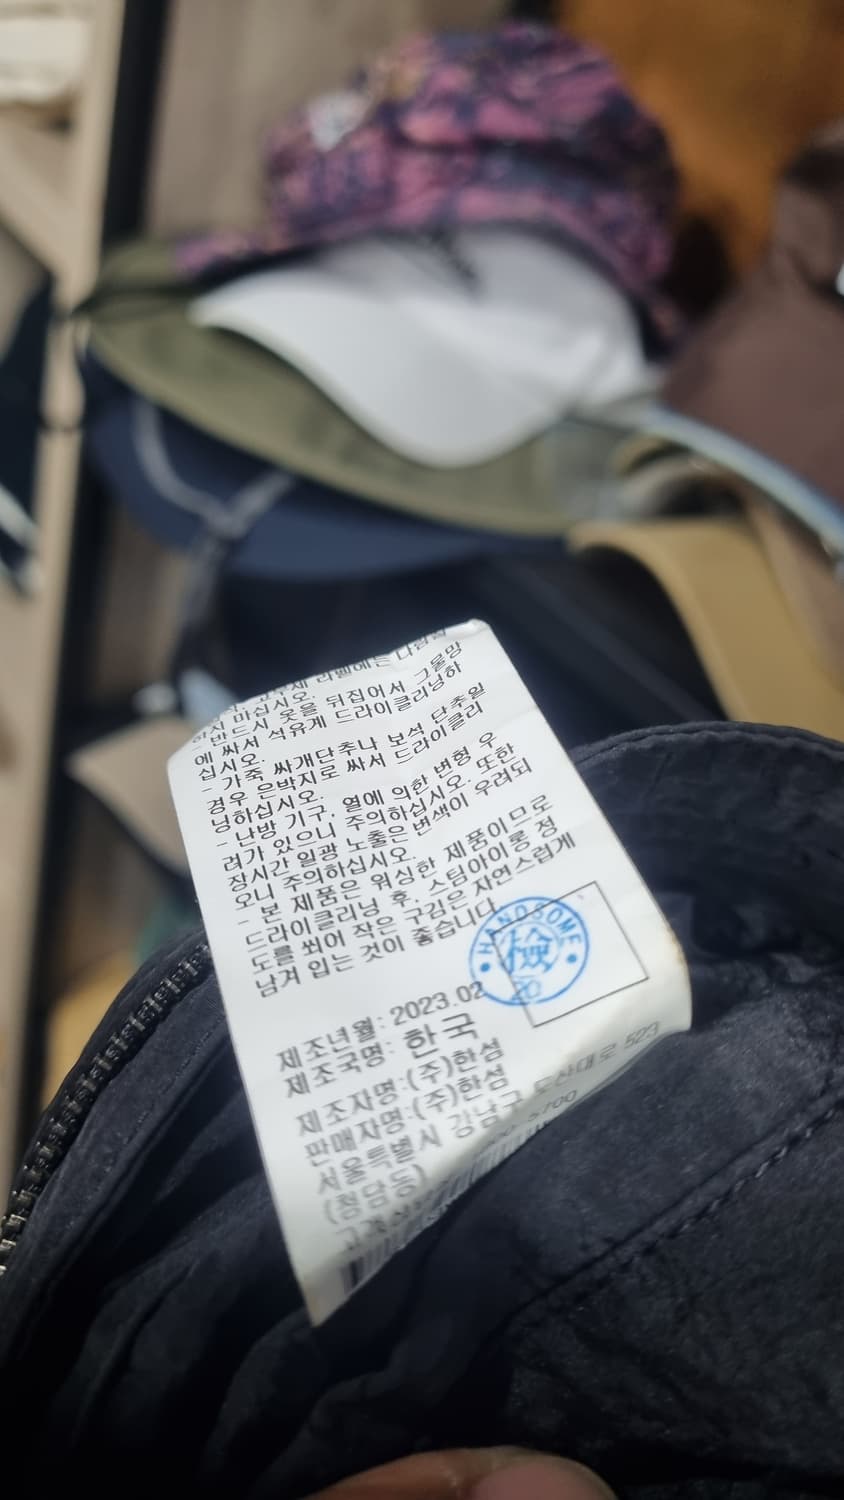 라벨에는
하지 마십시오.
- 반드시 옷을 뒤집어서 그물망
에 싸서 석유계 드라이클리닝하
십시오.
- 가죽 싸개단추나 보석 단추일
경우 은박지로 싸서 드라이클리
닝하십시오.
- 난방 기구, 열에 의한 변형 우
려가 있으니 주의하십시오. 또한
장시간 일광 노출은 변색이 우려되
오니 주의하십시오.
- 본 제품은 워싱한 제품이므로
드라이클리닝 후, 스팀아이롱 정
도를 쐬어 작은 구김은 자연스럽게
남겨 입는 것이 좋습니다.
HANDSOME
檢
20
제조년월: 2023.02
제조국명: 한국
제조자명:(주)한섬
판매자명:(주)한섬
서울특별시 강남구 도산대로 523
(청담동)
5700